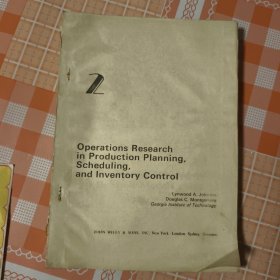 2
Operations Research
in Production Planning,
Scheduling,
and Inventory Control
Lynwood A. Johnson
Douglas C. Montgomery
Georgia Institute of Technology
JOHN WILEY & SONS, INC. New York London Sydney Toronto